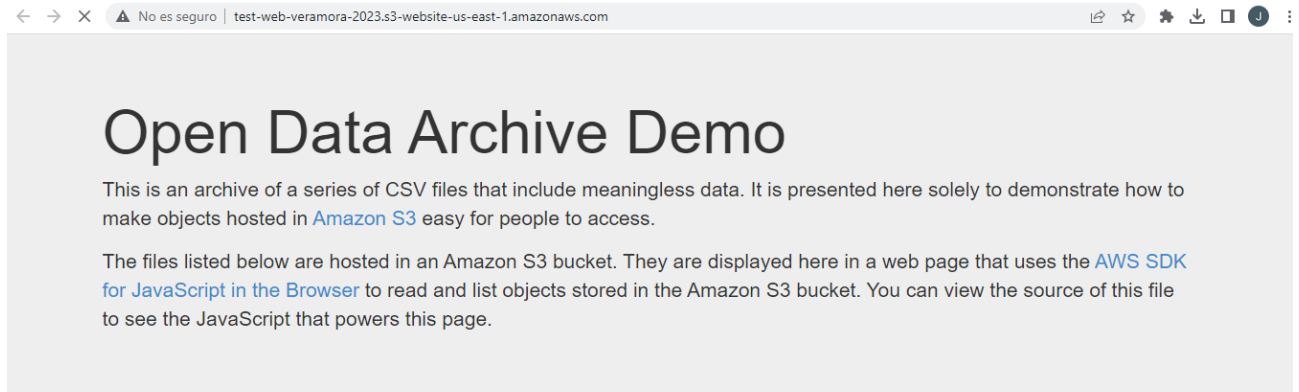 No es seguro | test-web-veramora-2023.s3-website-us-east-1.amazonaws.com
J
Open Data Archive Demo
This is an archive of a series of CSV files that include meaningless data. It is presented here solely to demonstrate how to
make objects hosted in Amazon S3 easy for people to access.
The files listed below are hosted in an Amazon S3 bucket. They are displayed here in a web page that uses the AWS SDK
for JavaScript in the Browser to read and list objects stored in the Amazon S3 bucket. You can view the source of this file
to see the JavaScript that powers this page.